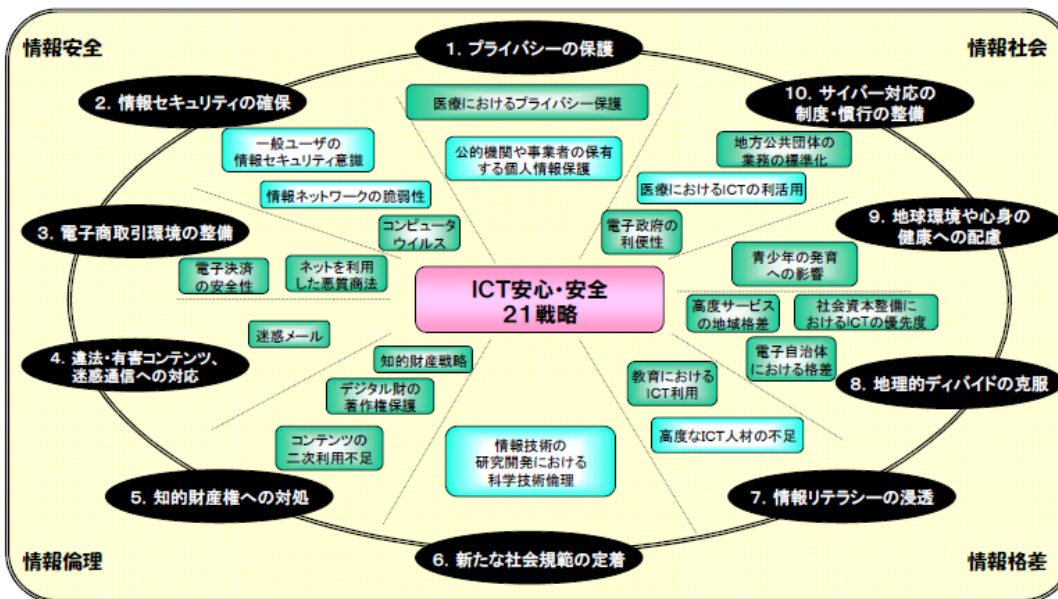 情報安全
1. プライバシーの保護
情報社会
2. 情報セキュリティの確保
10. サイバー対応の
制度・慣行の整備
医療におけるプライバシー保護
一般ユーザの
情報セキュリティ意識
公的機関や事業者の保有
する個人情報保護
地方公共団体の
業務の標準化
情報ネットワークの脆弱性
医療におけるICTの利活用
コンピュータ
ウイルス
電子政府の
利便性
3. 電子商取引環境の整備
9. 地球環境や心身の
健康への配慮
電子決済
の安全性
ネットを利用
した悪質商法
青少年の発育
への影響
ICT安心・安全
21戦略
高度サービス
の地域格差
社会資本整備に
おけるICTの優先度
迷惑メール
知的財産戦略
電子自治体
における格差
4. 違法・有害コンテンツ、
迷惑通信への対応
デジタル財の
著作権保護
教育における
ICT利用
8. 地理的ディバイドの克服
コンテンツの
二次利用不足
情報技術の
研究開発における
科学技術倫理
高度なICT人材の不足
5. 知的財産権への対処
7. 情報リテラシーの浸透
情報倫理
6. 新たな社会規範の定着
情報格差